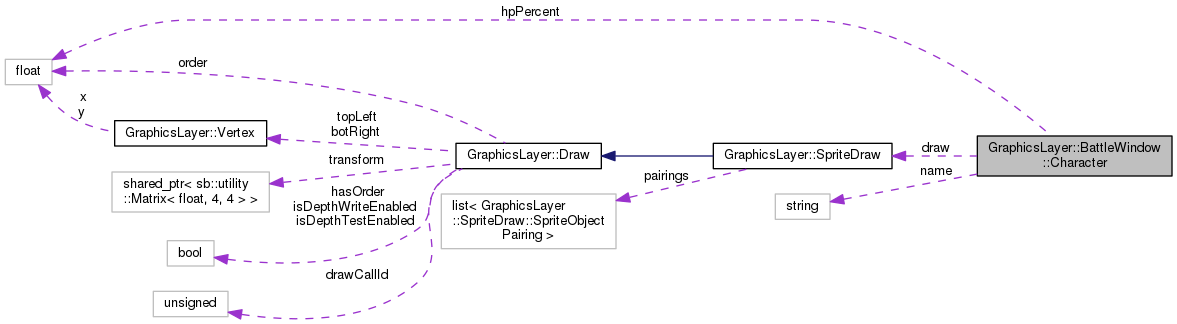 hpPercent
float
order
x
y
GraphicsLayer::Vertex
topLeft
botRight
GraphicsLayer::Draw
GraphicsLayer::SpriteDraw
draw
GraphicsLayer::BattleWindow
::Character
transform
shared_ptr< sb::utility
::Matrix< float, 4, 4 > >
hasOrder
isDepthWriteEnabled
isDepthTestEnabled
pairings
list< GraphicsLayer
::SpriteDraw::SpriteObject
Pairing >
name
string
bool
drawCallId
unsigned